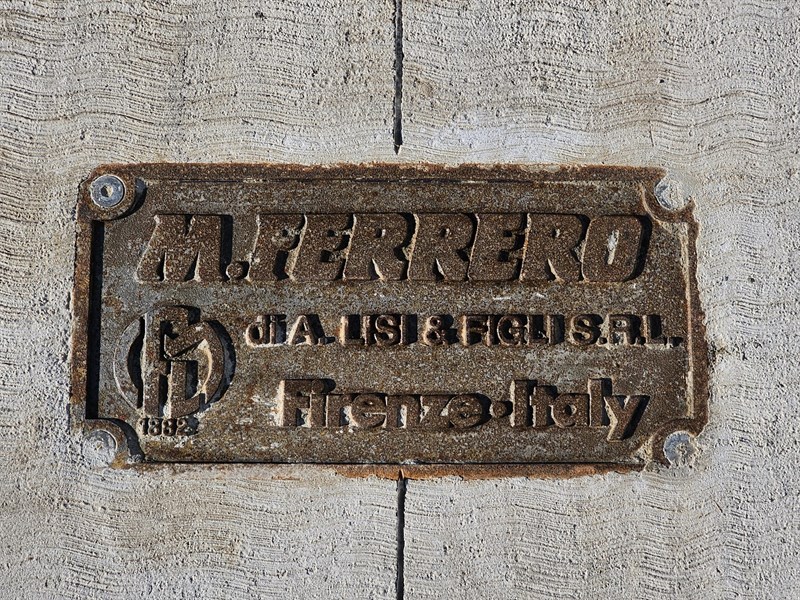 M. FERRERO
di A. LISI & FIGLI S.R.L.
Firenze · Italy
1882